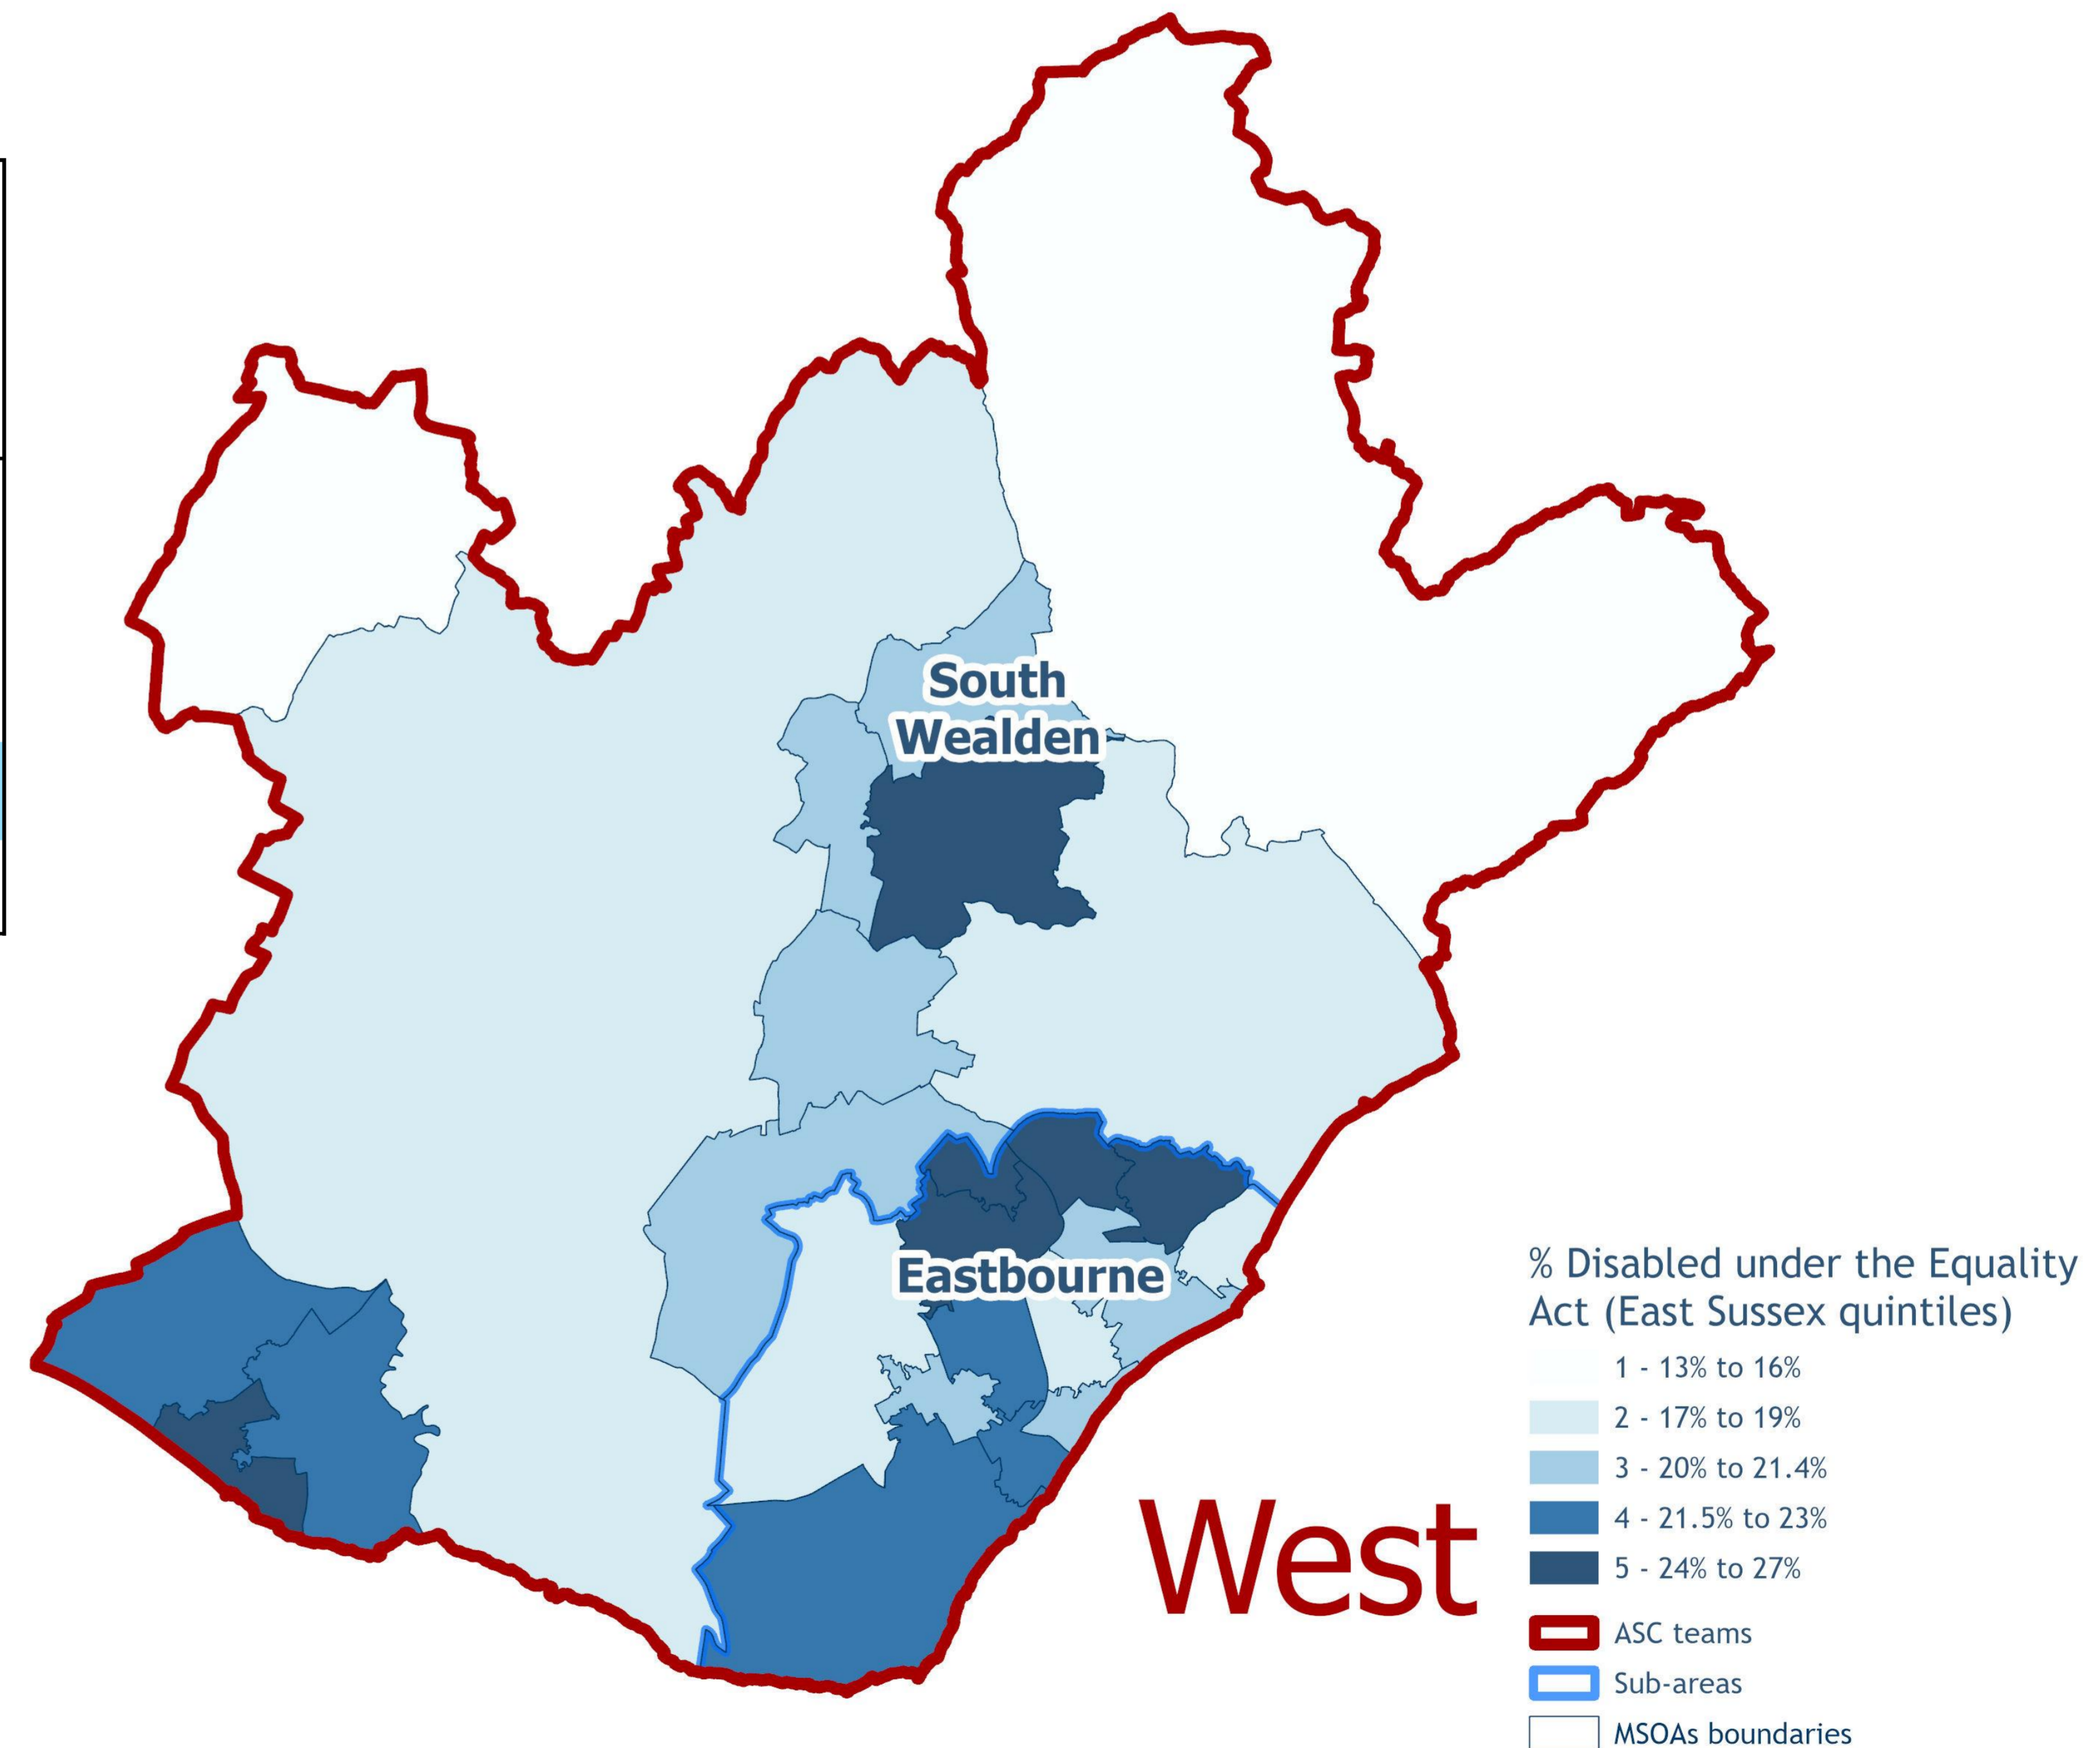 South
Wealden
Eastbourne
West
% Disabled under the Equality
Act (East Sussex quintiles)
1 - 13% to 16%
2 - 17% to 19%
3 - 20% to 21.4%
4 - 21.5% to 23%
5 - 24% to 27%
ASC teams
Sub-areas
MSOAs boundaries